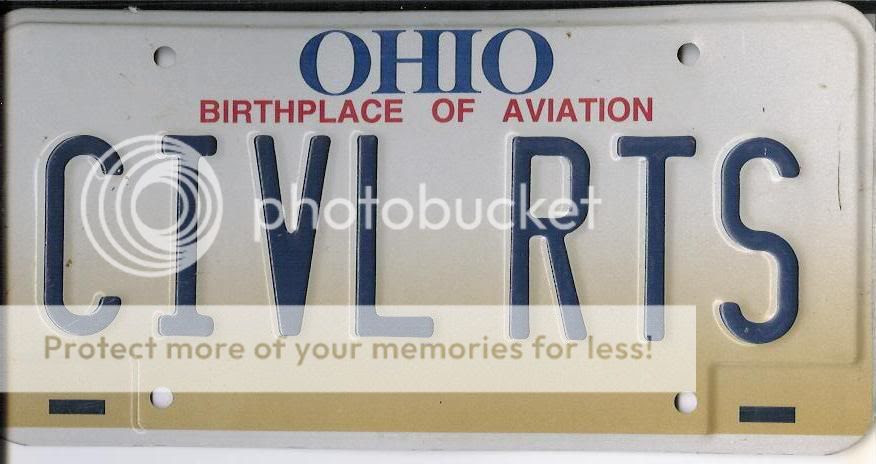 OHIO
BIRTHPLACE OF AVIATION
CIVL RTS
photobucket
Protect more of your memories for less!